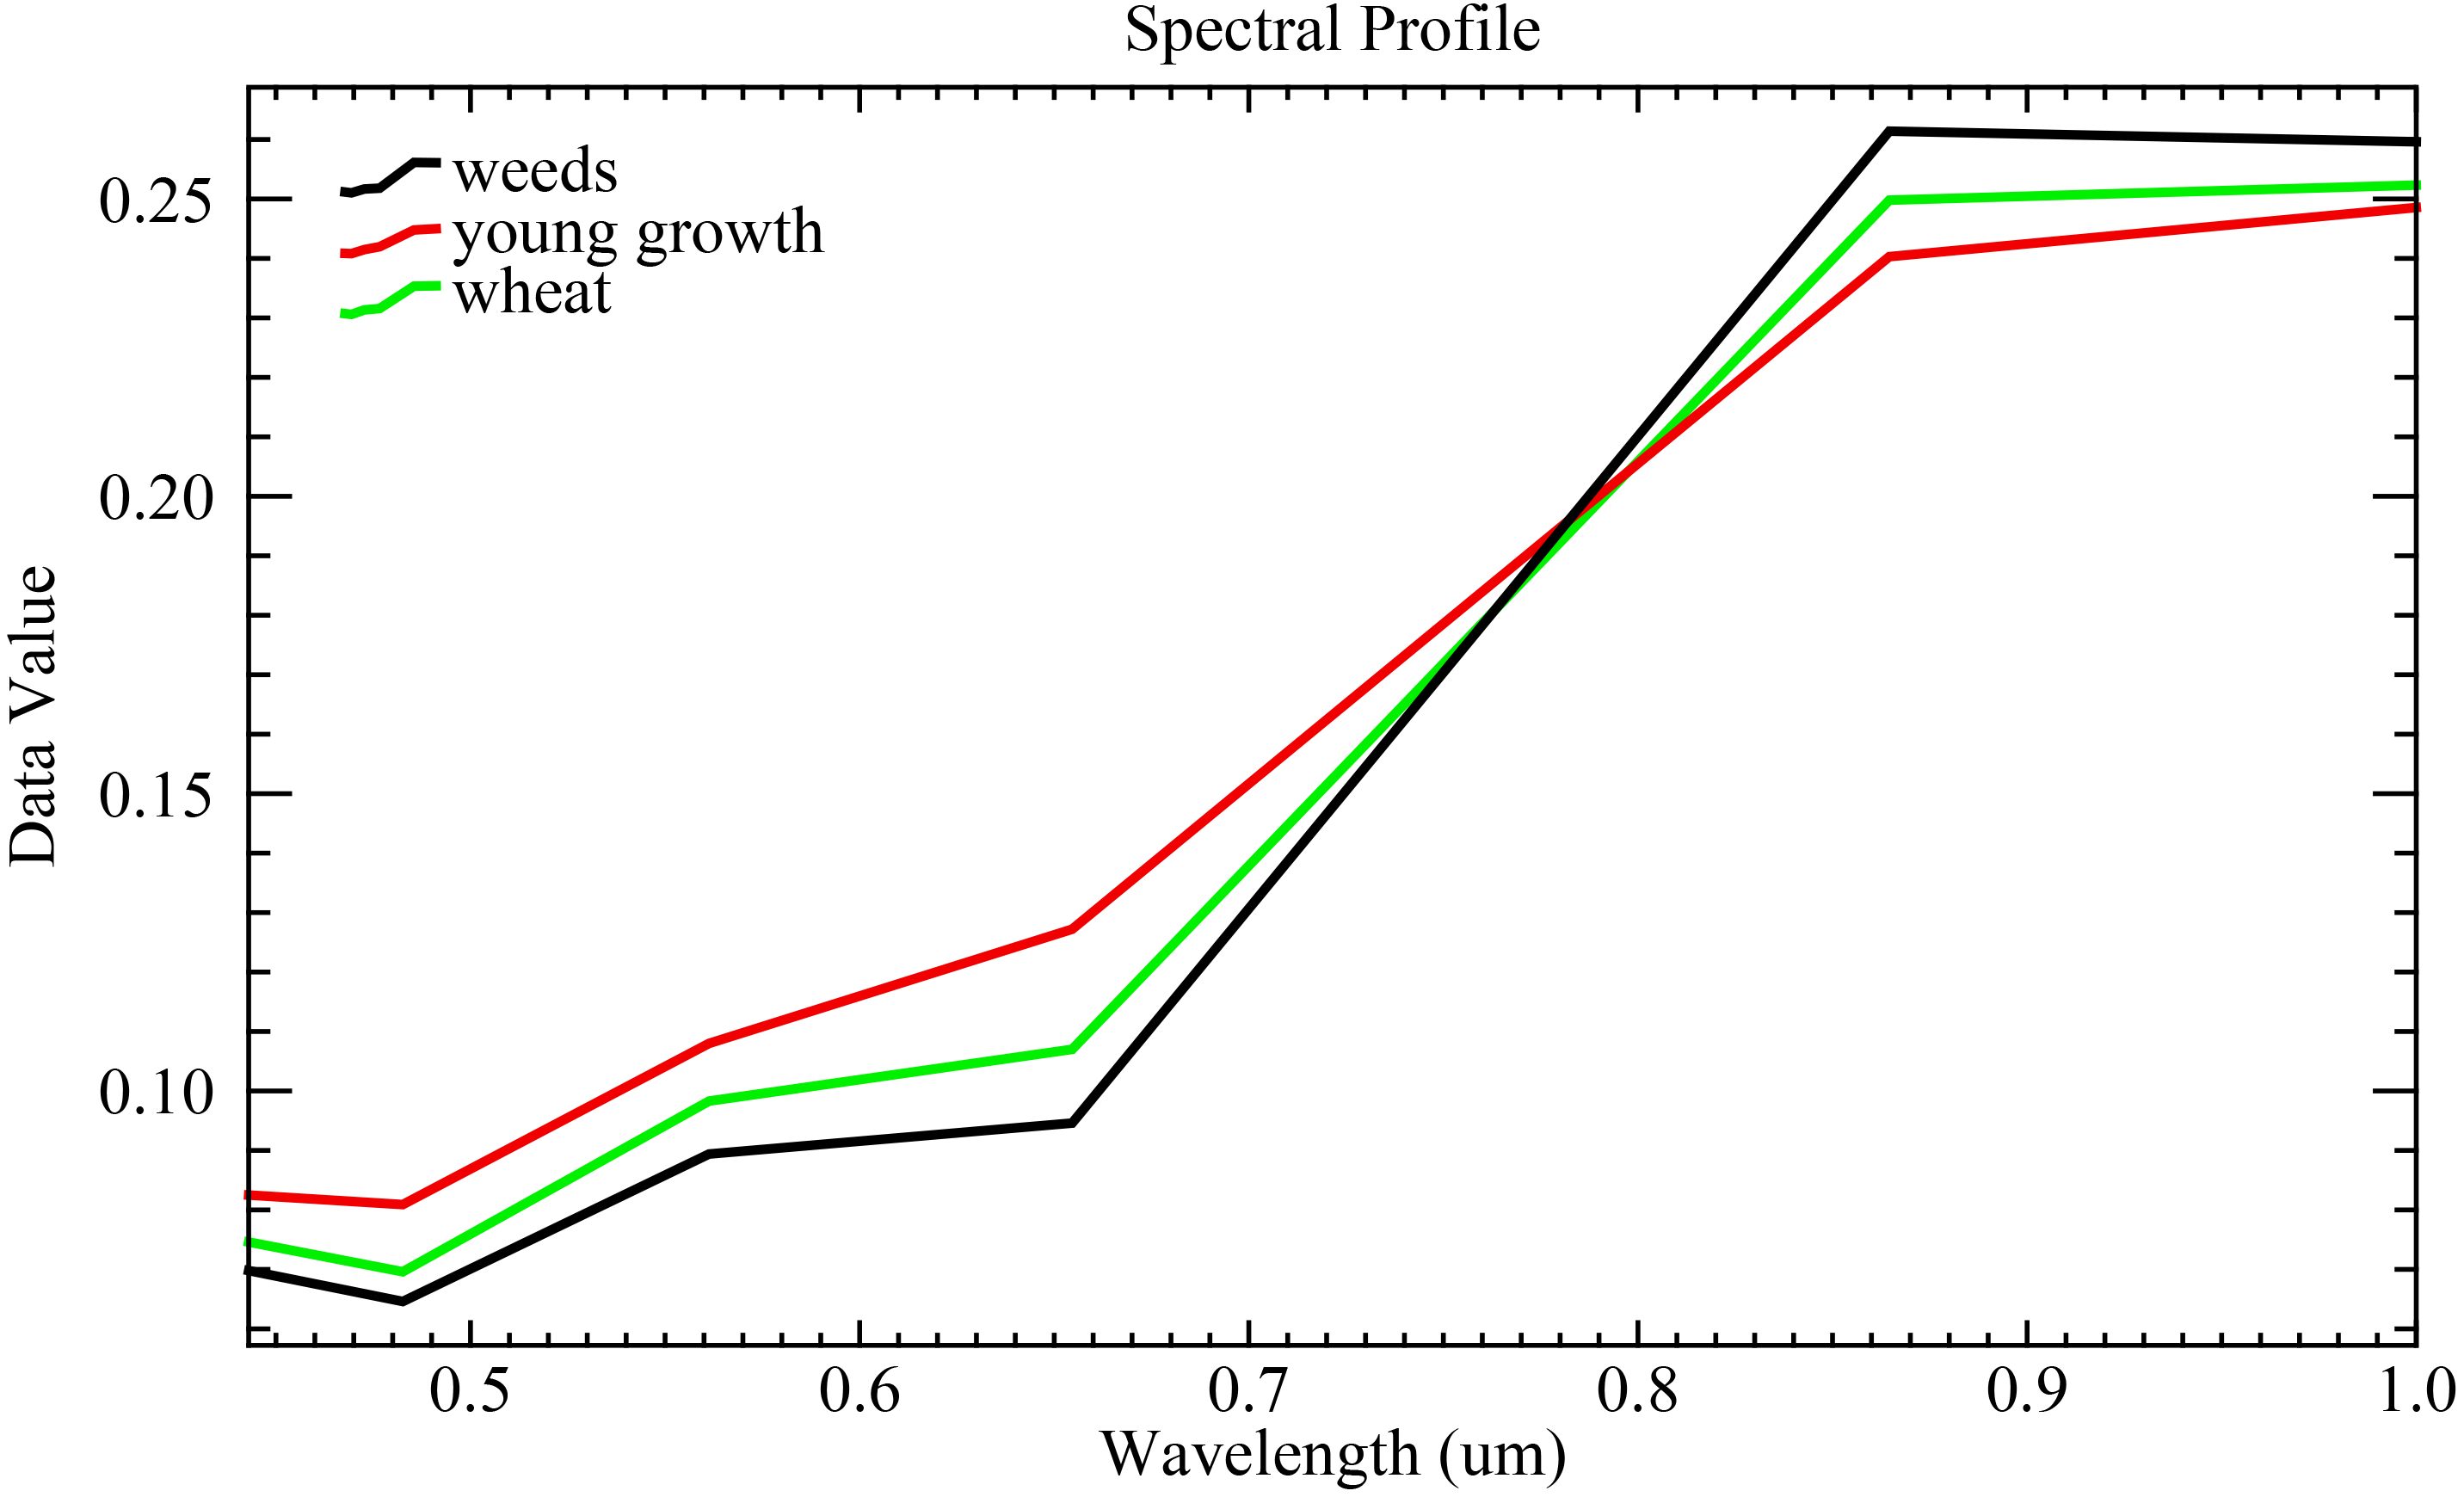 Spectral Profile
weeds
young growth
wheat
0.25
0.20
0.15
0.10
Data Value
0.5 0.6 0.7 0.8 0.9 1.0
Wavelength (um)